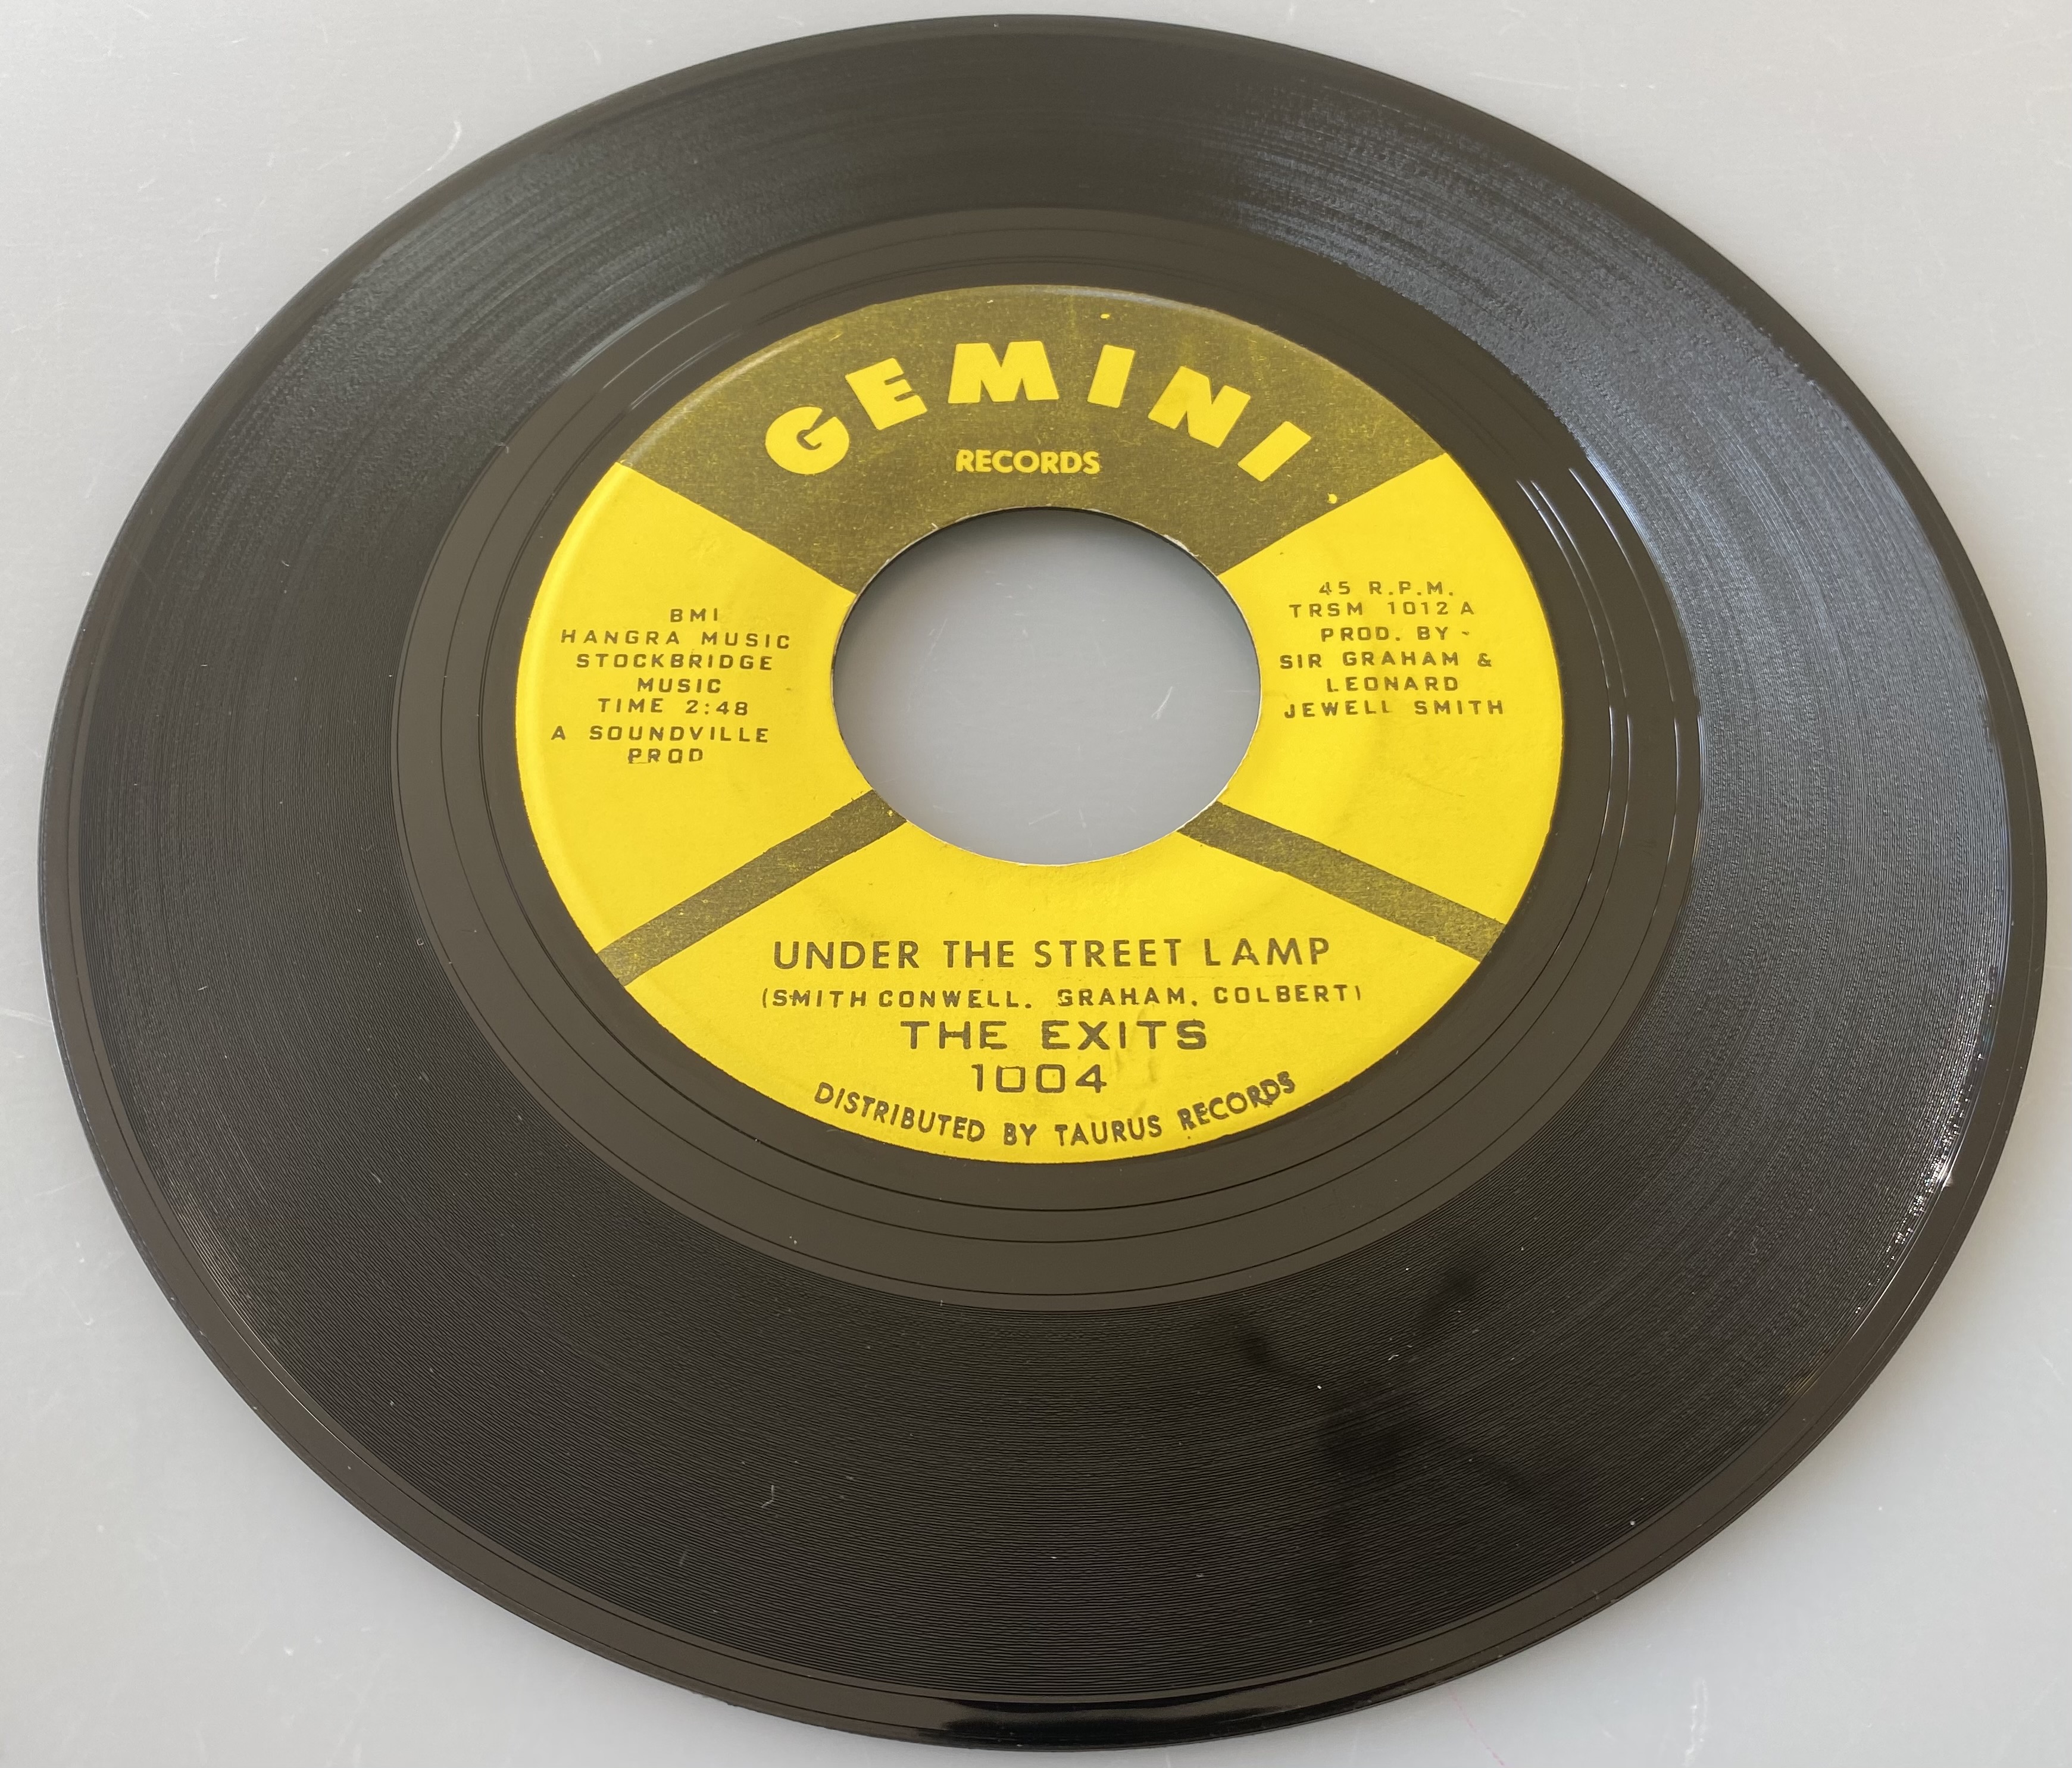 GEMINI
RECORDS
BMI
HANGRA MUSIC
STOCKBRIDGE
MUSIC
TIME 2:48
A SOUNDVILLE
PROD
45 R.P.M.
TRSM 1012 A
PROD. BY -
SIR GRAHAM &
LEONARD
JEWELL SMITH
UNDER THE STREET LAMP
(SMITH CONWELL. GRAHAM. COLBERT)
THE EXITS
1004
DISTRIBUTED BY TAURUS RECORDS